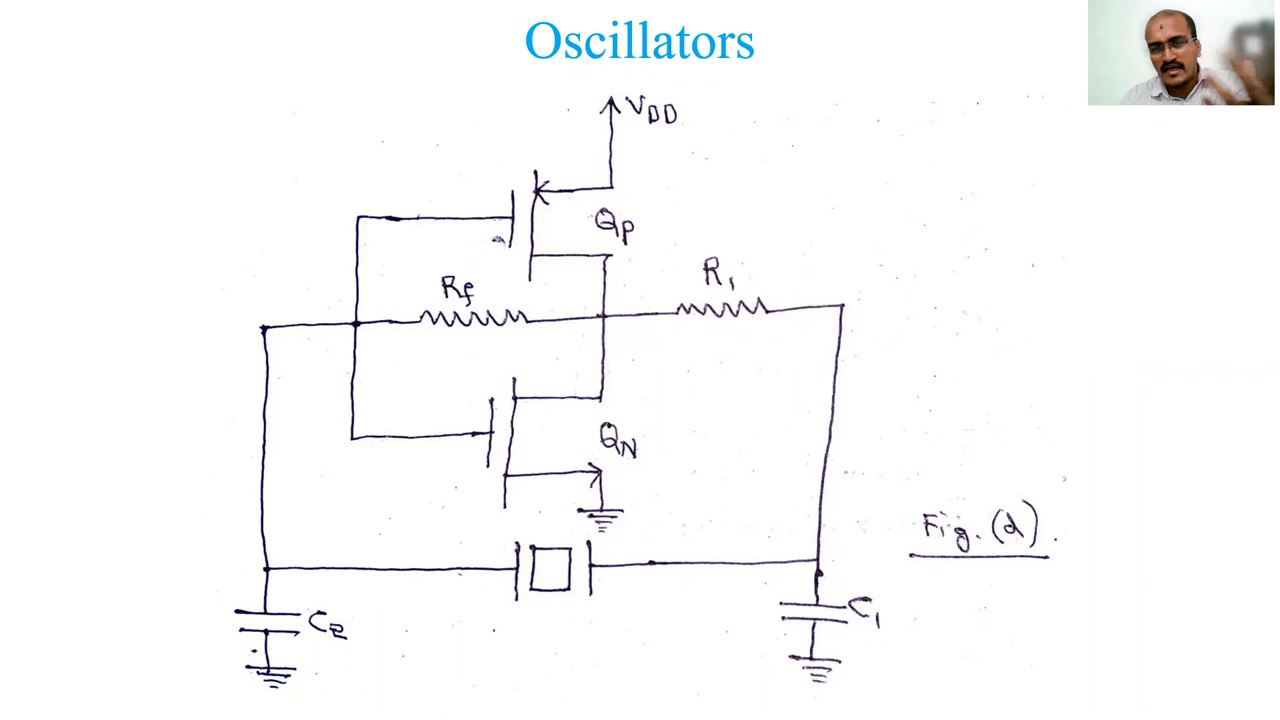 Oscillators
VDD
QP
Rf
R1
QN
Fig. (d).
C2
C1